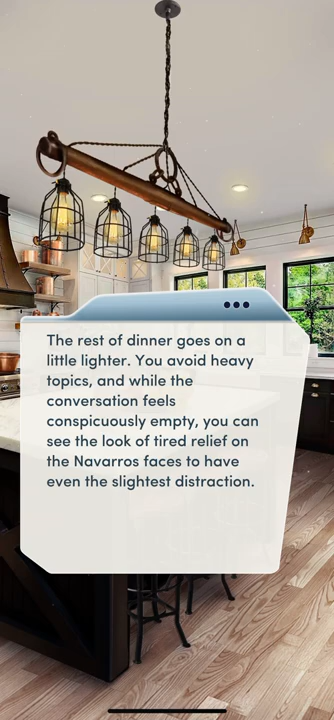 The rest of dinner goes on a
little lighter. You avoid heavy
topics, and while the
conversation feels
conspicuously empty, you can
see the look of tired relief on
the Navarros faces to have
even the slightest distraction.